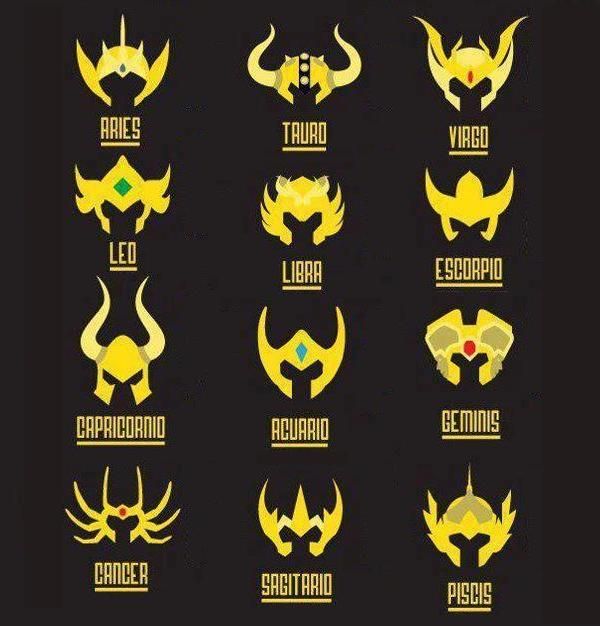 ARIES
TAURO
VIRGO
LEO
LIBRA
ESCORPIO
CAPRICORNIO
ACUARIO
GEMINIS
CANCER
SAGITARIO
PISCIS